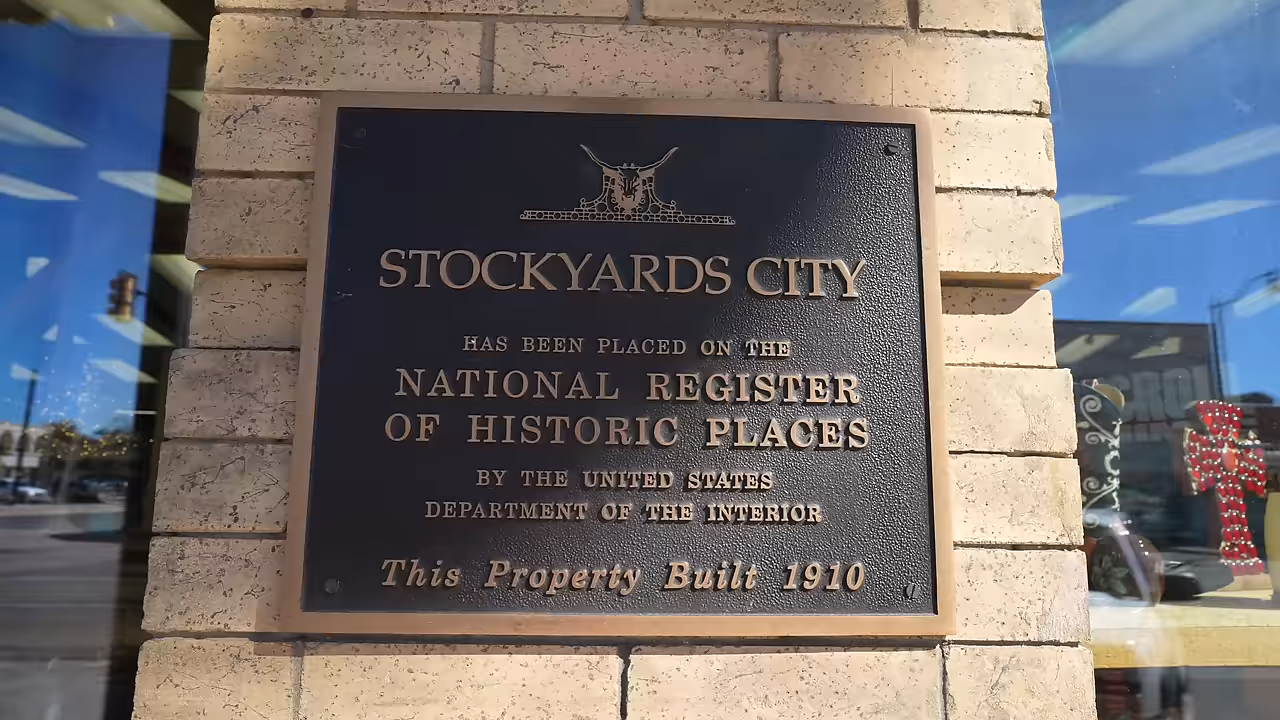 STOCKYARDS CITY
HAS BEEN PLACED ON THE
NATIONAL REGISTER
OF HISTORIC PLACES
BY THE UNITED STATES
DEPARTMENT OF THE INTERIOR
This Property Built 1910